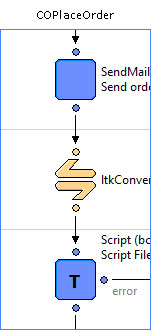 COPlaceOrder
SendMail
Send orde
ltkConver
Script (bo
Script File
T
error